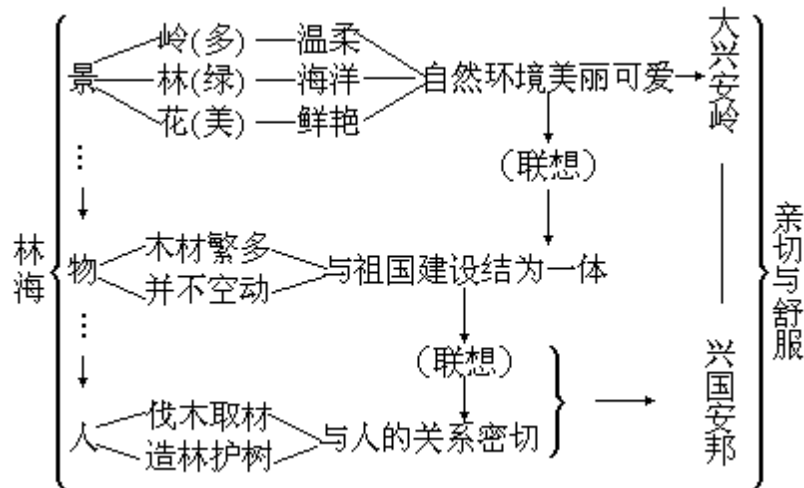 林海
景
岭(多) 温柔
林(绿) 海洋
花(美) 鲜艳
自然环境美丽可爱
大兴安岭
…
(联想)
物
木材繁多
并不空动
与祖国建设结为一体
…
(联想)
人
伐木取材
造林护树
与人的关系密切
兴国安邦
亲切与舒服